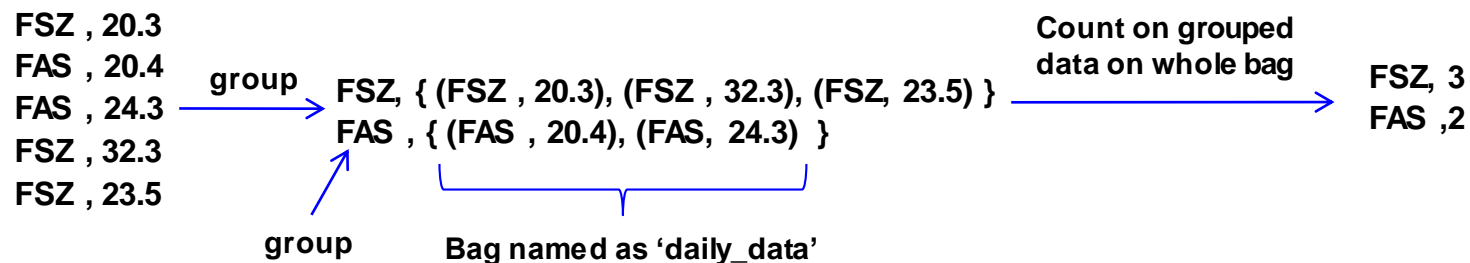 FSZ , 20.3
FAS , 20.4
FAS , 24.3
FSZ , 32.3
FSZ , 23.5
group
FSZ, { (FSZ , 20.3), (FSZ , 32.3), (FSZ, 23.5) }
FAS , { (FAS , 20.4), (FAS, 24.3) }
group
Bag named as ‘daily_data’
Count on grouped
data on whole bag
FSZ, 3
FAS ,2